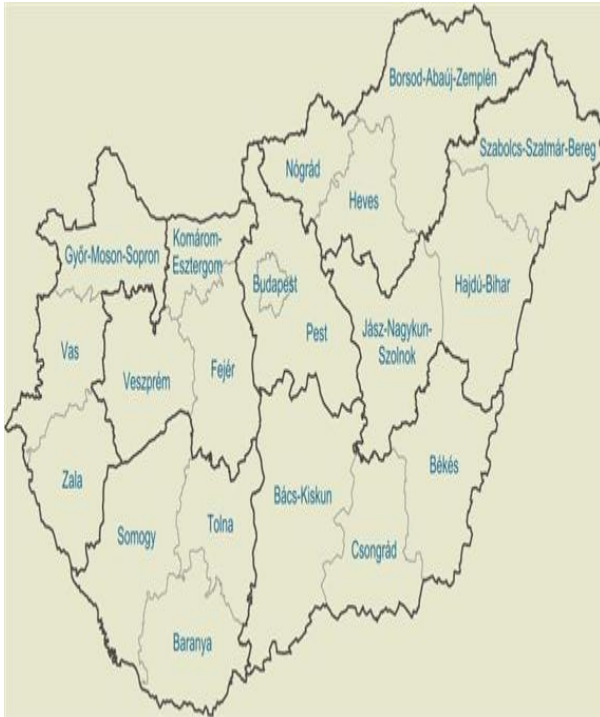 Borsod-Abaúj-Zemplén
Szabolcs-Szatmár-Bereg
Nógrád
Heves
Komárom-
Esztergom
Győr-Moson-Sopron
Budapest
Hajdú-Bihar
Pest
Jász-Nagykun-
Szolnok
Vas
Veszprém
Fejér
Zala
Békés
Bács-Kiskun
Somogy
Tolna
Csongrád
Baranya